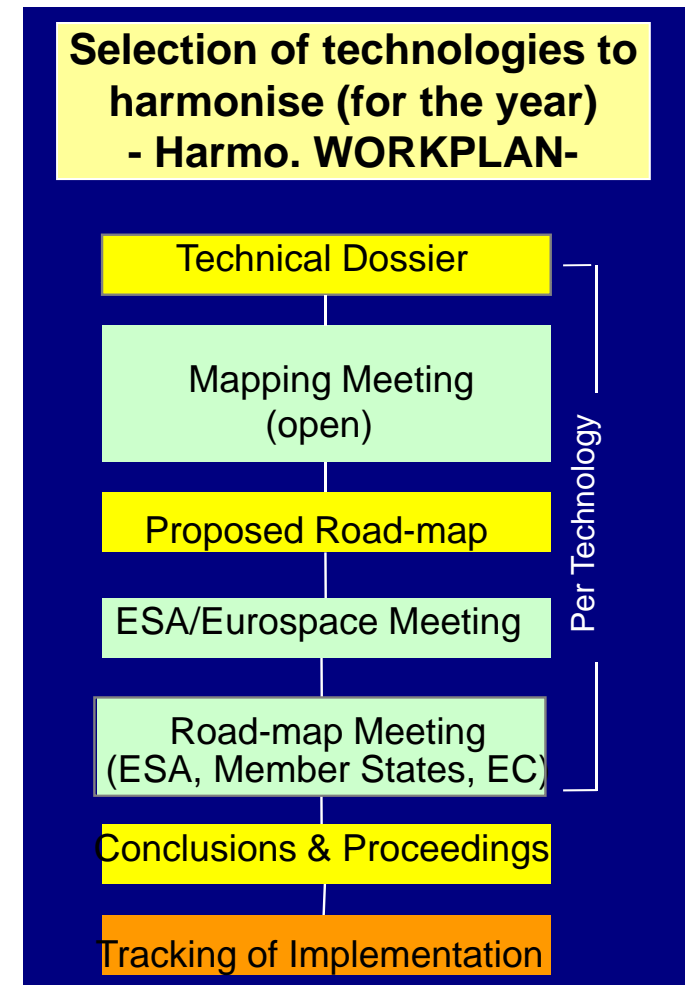 Selection of technologies to
harmonise (for the year)
- Harmo. WORKPLAN-
Technical Dossier
Mapping Meeting
(open)
Proposed Road-map
ESA/Eurospace Meeting
Road-map Meeting
(ESA, Member States, EC)
Per Technology
Conclusions & Proceedings
Tracking of Implementation